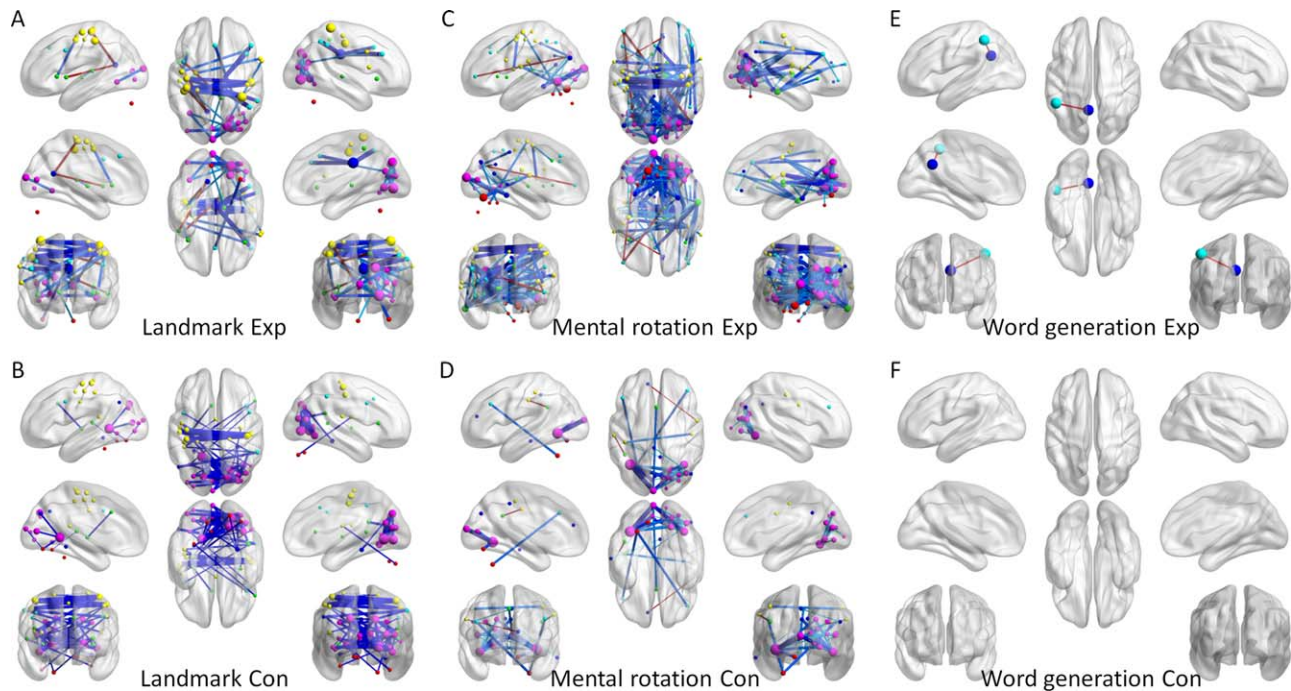 A
C
E
Landmark Exp
Mental rotation Exp
Word generation Exp
B
D
F
Landmark Con
Mental rotation Con
Word generation Con